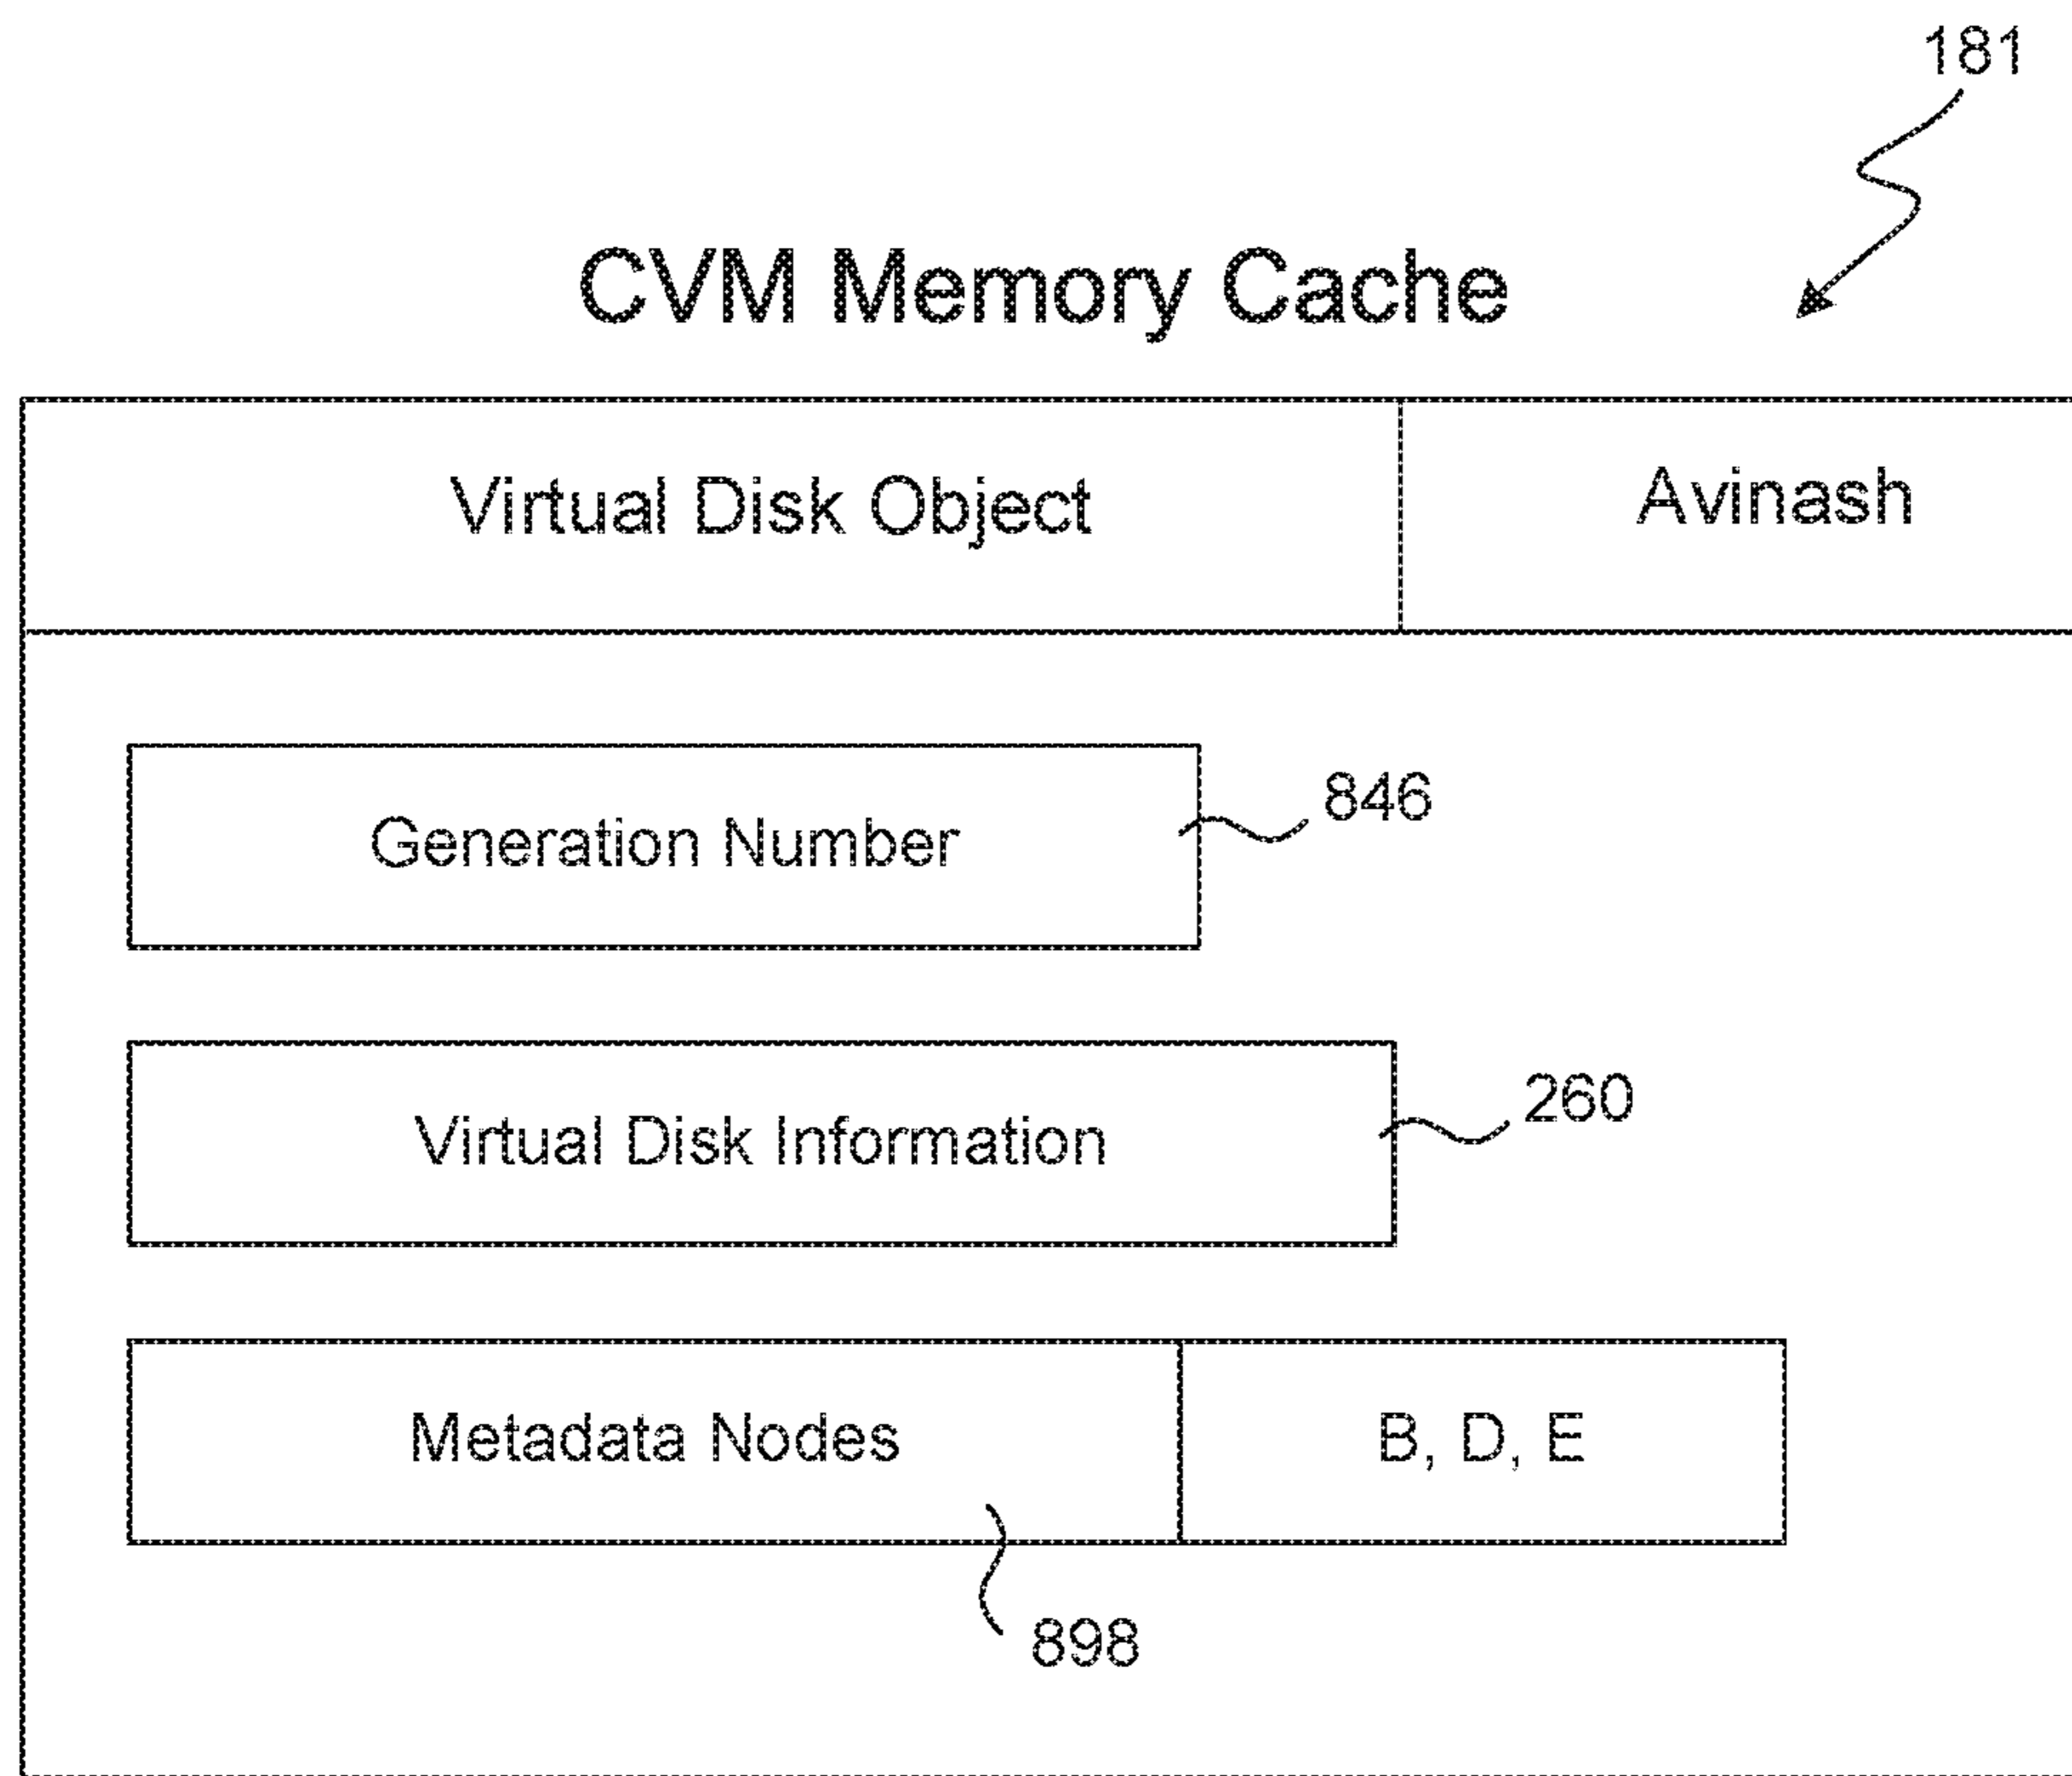 181
CVM Memory Cache
Virtual Disk Object
Avinash
Generation Number
846
Virtual Disk Information
260
Metadata Nodes
B, D, E
898